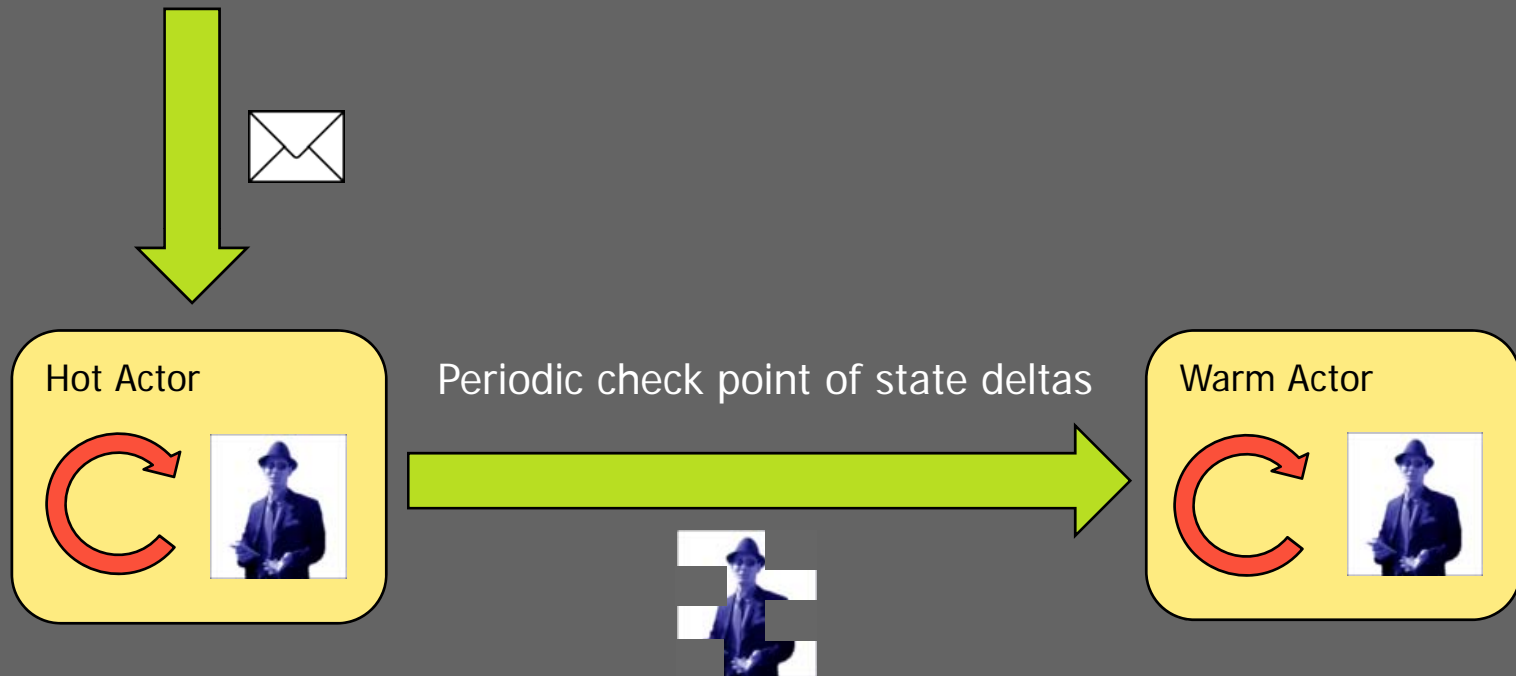 Hot Actor
Periodic check point of state deltas
Warm Actor